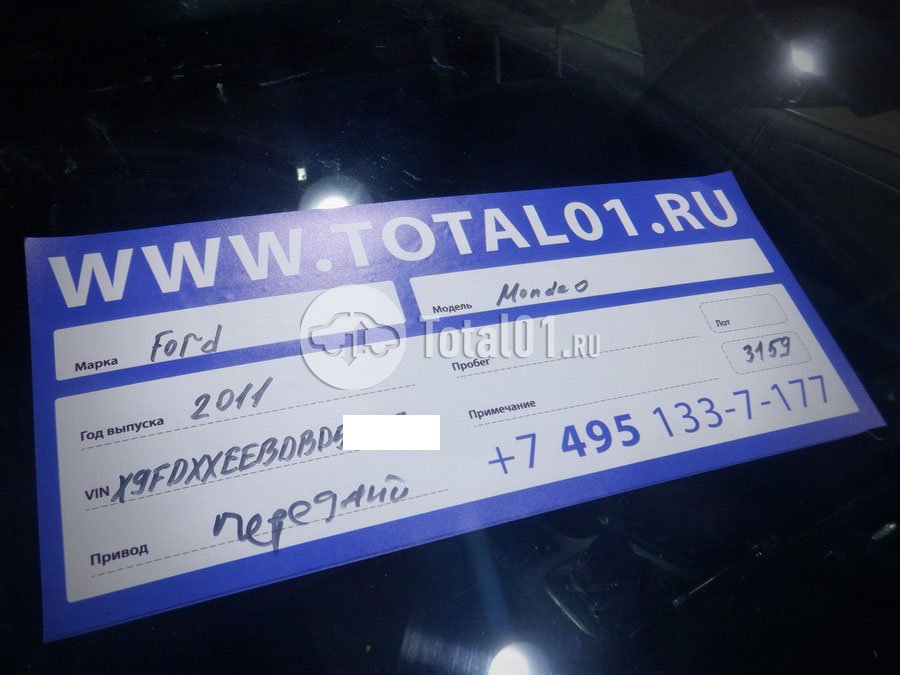 WWW.TOTAL01.RU
Марка Ford
Модель Mondeo
Total01.RU
Год выпуска 2011
Пробег
Лот
3159
VIN X9FDXXEEBDBD5
Примечание
+7 495 133-7-177
Привод передний